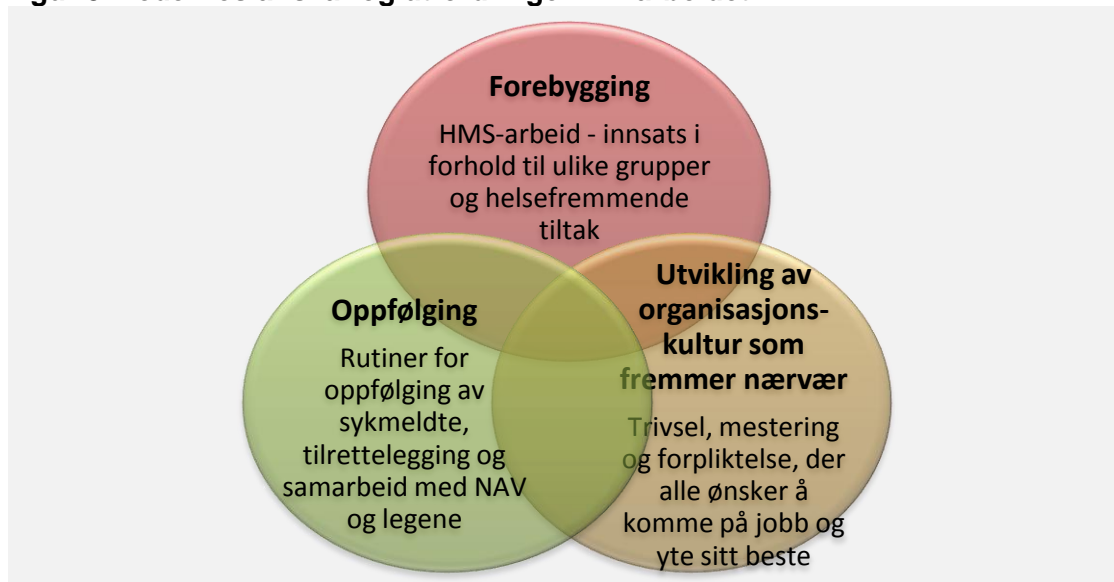 Forebygging
HMS-arbeid - innsats i
forhold til ulike grupper
og helsefremmende
tiltak
Oppfølging
Rutiner for
oppfølging av
sykmeldte,
tilrettelegging og
samarbeid med NAV
og legene
Utvikling av
organisasjons-
kultur som
fremmer nærvær
Trivsel, mestring
og forpliktelse, der
alle ønsker å
komme på jobb og
yte sitt beste